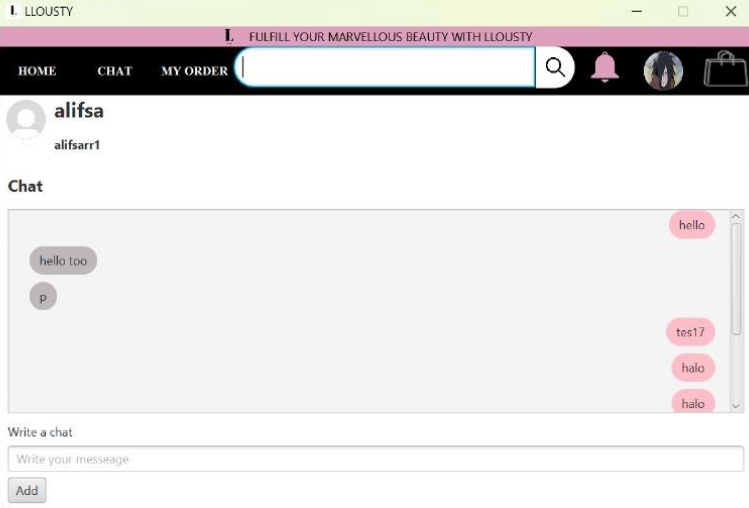 L LLOUSTY
L FULFILL YOUR MARVELLOUS BEAUTY WITH LLOUSTY
HOME CHAT MY ORDER
alifsa
alifsarr1
Chat
hello
hello too
p
tes17
halo
halo
Write a chat
Write your messeage
Add